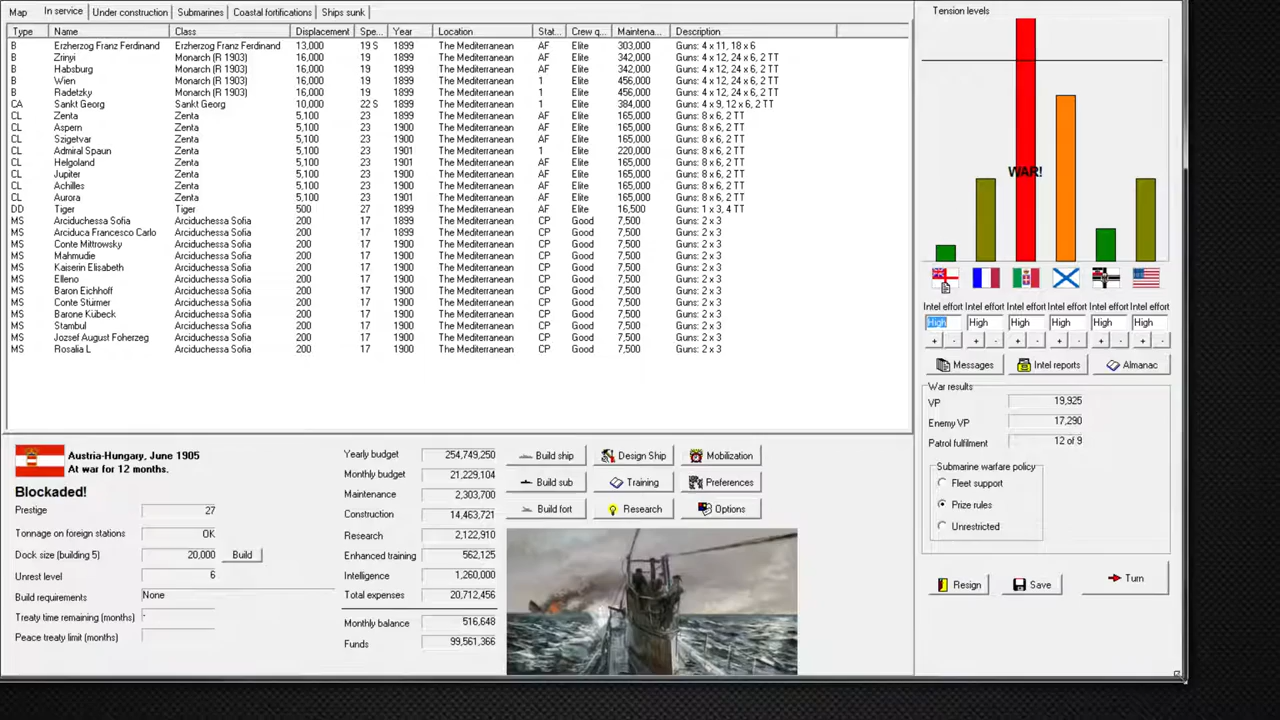 Map In service Under construction Submarines Coastal fortifications Ships sunk
Type Name Class Displacement Spe... Year Location Stat... Crew q... Maintena... Description
B Erzherzog Franz Ferdinand Erzherzog Franz Ferdinand 13,000 19 S 1899 The Mediterranean AF Elite 303,000 Guns: 4 x 11, 18 x 6
B Zrinyi Monarch (R 1903) 16,000 19 1899 The Mediterranean AF Elite 342,000 Guns: 4 x 12, 24 x 6, 2 TT
B Habsburg Monarch (R 1903) 16,000 19 1899 The Mediterranean AF Elite 342,000 Guns: 4 x 12, 24 x 6, 2 TT
B Wien Monarch (R 1903) 16,000 19 1899 The Mediterranean 1 Elite 456,000 Guns: 4 x 12, 24 x 6, 2 TT
B Radetzky Monarch (R 1903) 16,000 19 1899 The Mediterranean 1 Elite 456,000 Guns: 4 x 12, 24 x 6, 2 TT
CA Sankt Georg Sankt Georg 10,000 22 S 1899 The Mediterranean 1 Elite 384,000 Guns: 4 x 9, 12 x 6, 2 TT
CL Zenta Zenta 5,100 23 1899 The Mediterranean AF Elite 165,000 Guns: 8 x 6, 2 TT
CL Aspern Zenta 5,100 23 1900 The Mediterranean AF Elite 165,000 Guns: 8 x 6, 2 TT
CL Szigetvar Zenta 5,100 23 1900 The Mediterranean AF Elite 165,000 Guns: 8 x 6, 2 TT
CL Admiral Spaun Zenta 5,100 23 1901 The Mediterranean 1 Elite 220,000 Guns: 8 x 6, 2 TT
CL Helgoland Zenta 5,100 23 1901 The Mediterranean AF Elite 165,000 Guns: 8 x 6, 2 TT
CL Jupiter Zenta 5,100 23 1900 The Mediterranean AF Elite 165,000 Guns: 8 x 6, 2 TT
CL Achilles Zenta 5,100 23 1900 The Mediterranean AF Elite 165,000 Guns: 8 x 6, 2 TT
CL Aurora Zenta 5,100 23 1901 The Mediterranean AF Elite 165,000 Guns: 8 x 6, 2 TT
DD Tiger Tiger 500 27 1899 The Mediterranean AF Elite 16,500 Guns: 1 x 3, 4 TT
MS Arciduchessa Sofia Arciduchessa Sofia 200 17 1899 The Mediterranean CP Good 7,500 Guns: 2 x 3
MS Arciduca Francesco Carlo Arciduchessa Sofia 200 17 1899 The Mediterranean CP Good 7,500 Guns: 2 x 3
MS Conte Mittrowsky Arciduchessa Sofia 200 17 1900 The Mediterranean CP Good 7,500 Guns: 2 x 3
MS Mahmudie Arciduchessa Sofia 200 17 1900 The Mediterranean CP Good 7,500 Guns: 2 x 3
MS Kaiserin Elisabeth Arciduchessa Sofia 200 17 1900 The Mediterranean CP Good 7,500 Guns: 2 x 3
MS Elleno Arciduchessa Sofia 200 17 1900 The Mediterranean CP Good 7,500 Guns: 2 x 3
MS Baron Eichhoff Arciduchessa Sofia 200 17 1900 The Mediterranean CP Good 7,500 Guns: 2 x 3
MS Conte Stürmer Arciduchessa Sofia 200 17 1900 The Mediterranean CP Good 7,500 Guns: 2 x 3
MS Barone Kübeck Arciduchessa Sofia 200 17 1900 The Mediterranean CP Good 7,500 Guns: 2 x 3
MS Stambul Arciduchessa Sofia 200 17 1900 The Mediterranean CP Good 7,500 Guns: 2 x 3
MS Jozsef August Foherzeg Arciduchessa Sofia 200 17 1900 The Mediterranean CP Good 7,500 Guns: 2 x 3
MS Rosalia L Arciduchessa Sofia 200 17 1900 The Mediterranean CP Good 7,500 Guns: 2 x 3
Austria-Hungary, June 1905
At war for 12 months.
Blockaded!
Prestige 27
Tonnage on foreign stations OK
Dock size (building 5) 20,000 Build
Unrest level 6
Build requirements None
Treaty time remaining (months) -
Peace treaty limit (months)
Yearly budget 254,749,250
Monthly budget 21,229,104
Maintenance 2,303,700
Construction 14,463,721
Research 2,122,910
Enhanced training 562,125
Intelligence 1,260,000
Total expenses 20,712,456
Monthly balance 516,648
Funds 99,561,366
Build ship Design Ship Mobilization
Build sub Training Preferences
Build fort Research Options
Tension levels
WAR!
Intel effort Intel effort Intel effort Intel effort Intel effort Intel effort
High High High High High High
+ - + - + - + - + - + -
Messages Intel reports Almanac
War results
VP 19,925
Enemy VP 17,290
Patrol fulfilment 12 of 9
Submarine warfare policy
Fleet support
Prize rules
Unrestricted
Resign Save Turn